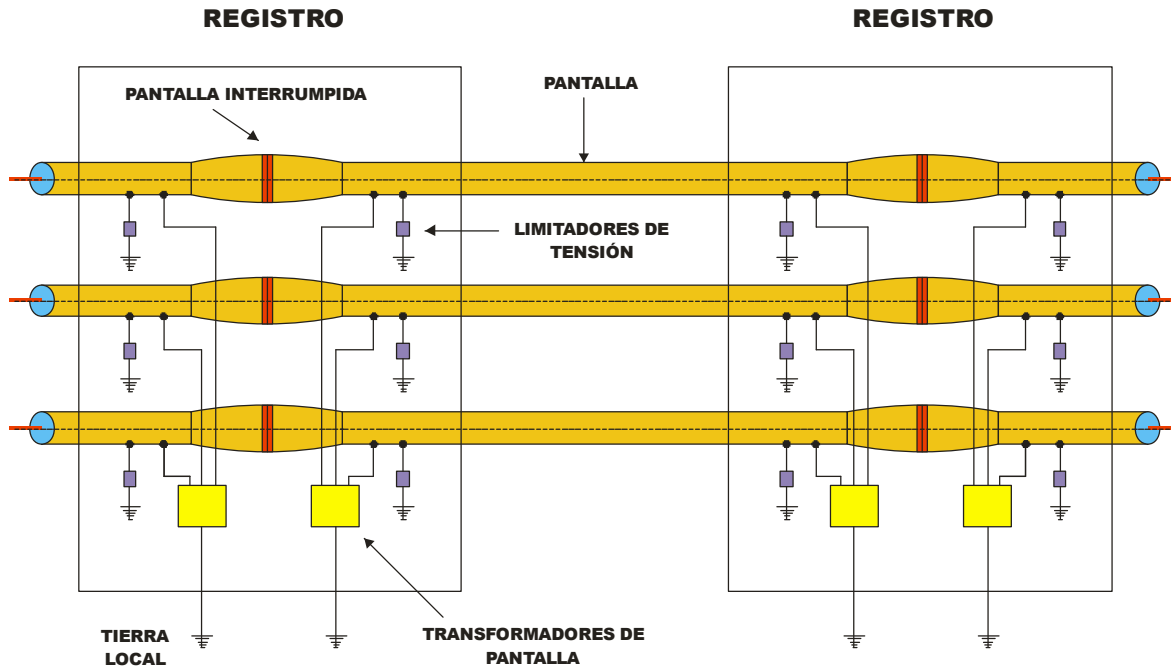 REGISTRO
REGISTRO
PANTALLA INTERRUMPIDA
PANTALLA
LIMITADORES DE
TENSIÓN
TIERRA
LOCAL
TRANSFORMADORES DE
PANTALLA